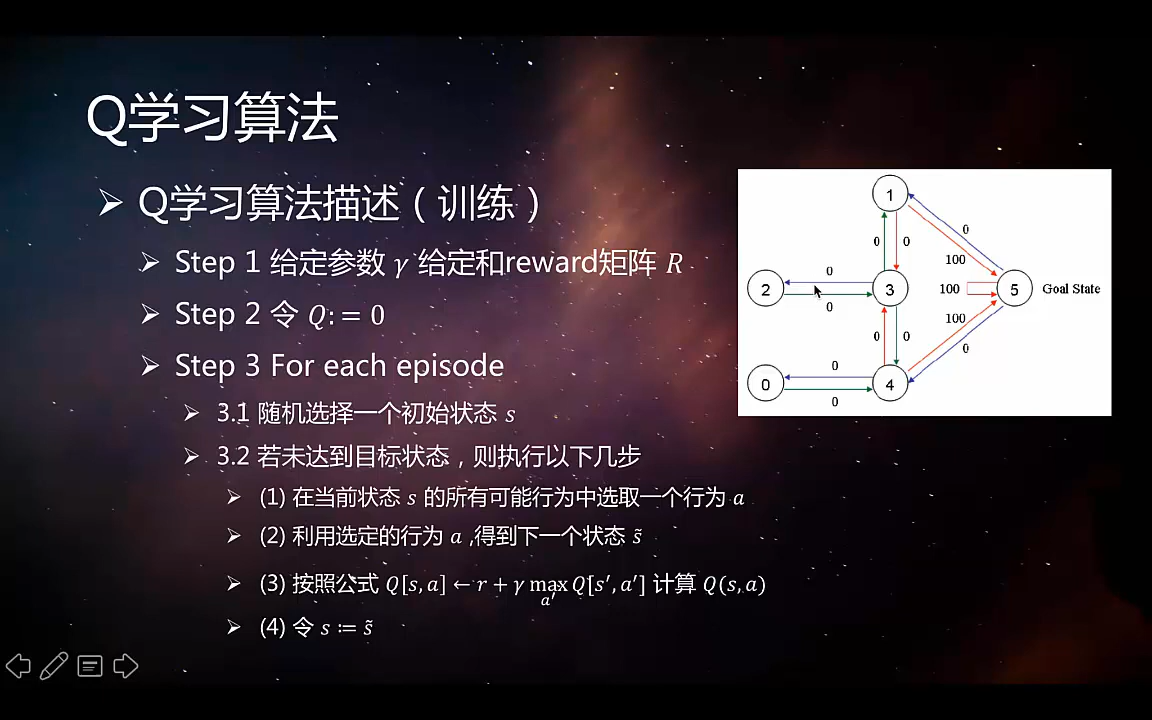 Q学习算法
Q学习算法描述（训练）
Step 1 给定参数 γ 给定和reward矩阵 R
Step 2 令 Q: = 0
Step 3 For each episode
3.1 随机选择一个初始状态 s
3.2 若未达到目标状态，则执行以下几步
(1) 在当前状态 s 的所有可能行为中选取一个行为 a
(2) 利用选定的行为 a ,得到下一个状态 s̃
(3) 按照公式 Q[s, a] ← r + γ max Q[s′, a′] 计算 Q(s,a)
a′
(4) 令 s ≔ s̃
1
0
0 0
100
0
2 3 100 5 Goal State
0
100
0 0
0
0
0 4
0